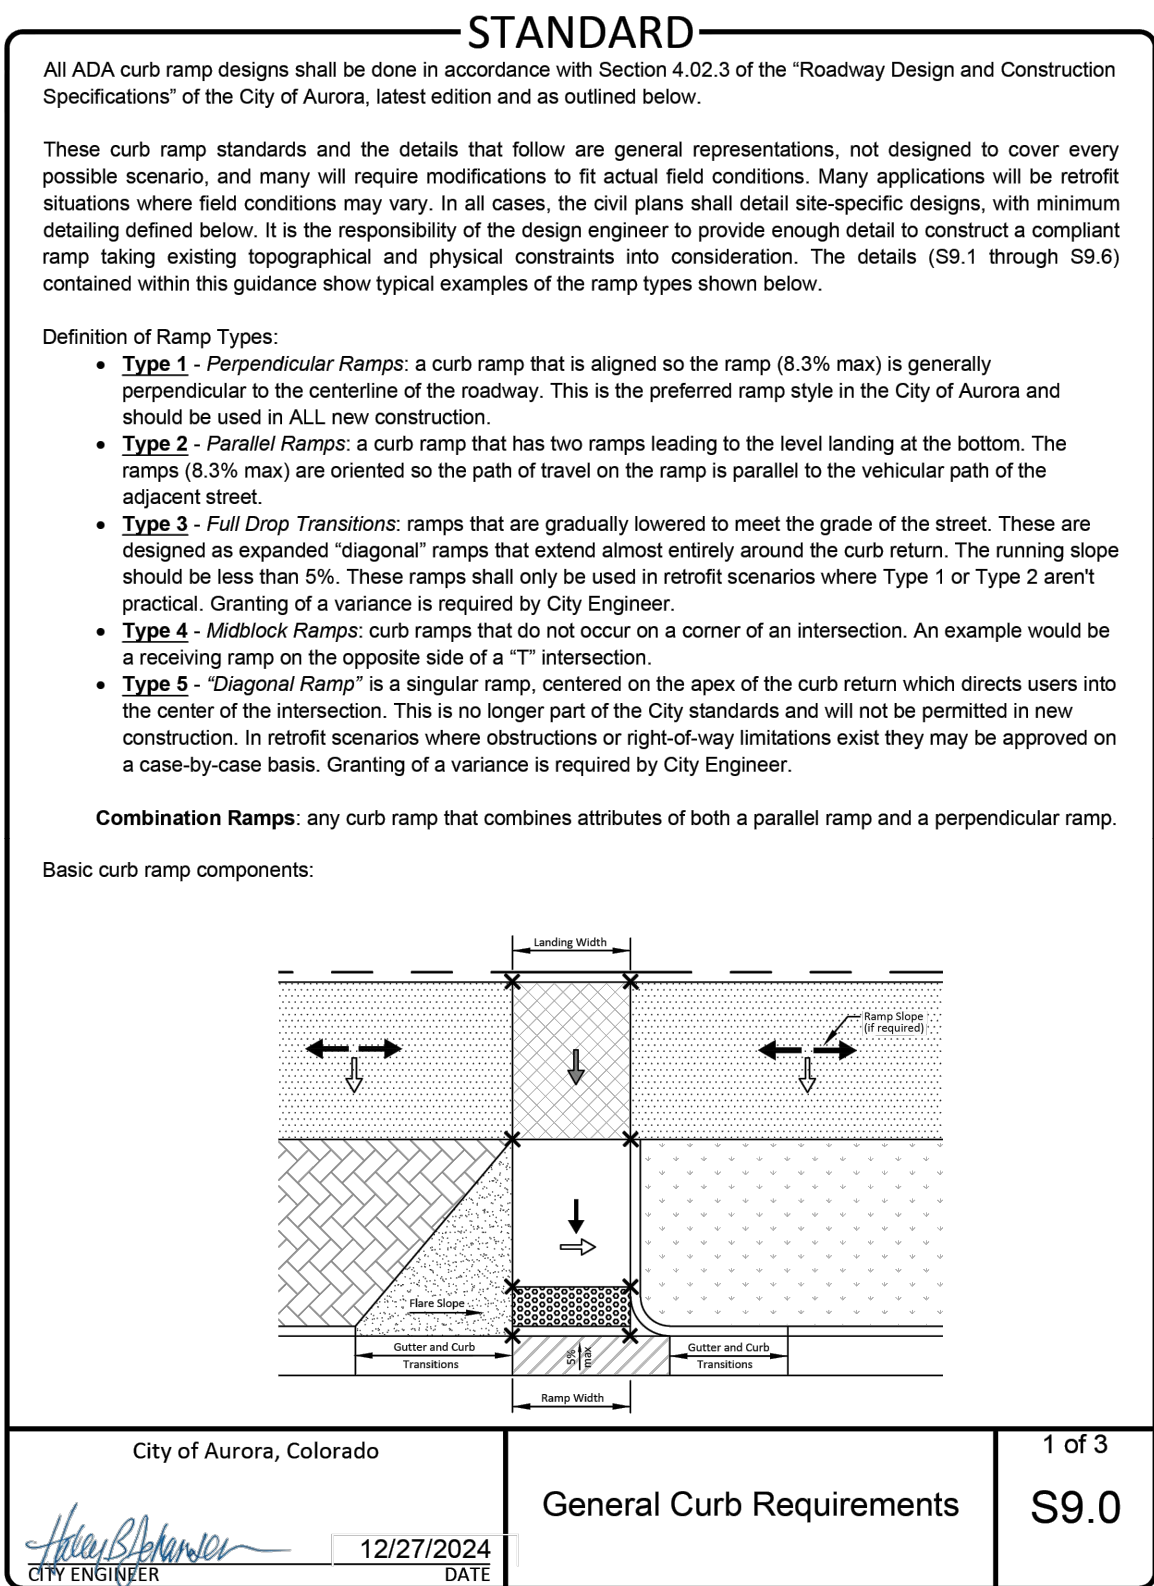 STANDARD
All ADA curb ramp designs shall be done in accordance with Section 4.02.3 of the “Roadway Design and Construction
Specifications” of the City of Aurora, latest edition and as outlined below.
These curb ramp standards and the details that follow are general representations, not designed to cover every
possible scenario, and many will require modifications to fit actual field conditions. Many applications will be retrofit
situations where field conditions may vary. In all cases, the civil plans shall detail site-specific designs, with minimum
detailing defined below. It is the responsibility of the design engineer to provide enough detail to construct a compliant
ramp taking existing topographical and physical constraints into consideration. The details (S9.1 through S9.6)
contained within this guidance show typical examples of the ramp types shown below.
Definition of Ramp Types:
• Type 1 - Perpendicular Ramps: a curb ramp that is aligned so the ramp (8.3% max) is generally
perpendicular to the centerline of the roadway. This is the preferred ramp style in the City of Aurora and
should be used in ALL new construction.
• Type 2 - Parallel Ramps: a curb ramp that has two ramps leading to the level landing at the bottom. The
ramps (8.3% max) are oriented so the path of travel on the ramp is parallel to the vehicular path of the
adjacent street.
• Type 3 - Full Drop Transitions: ramps that are gradually lowered to meet the grade of the street. These are
designed as expanded “diagonal” ramps that extend almost entirely around the curb return. The running slope
should be less than 5%. These ramps shall only be used in retrofit scenarios where Type 1 or Type 2 aren't
practical. Granting of a variance is required by City Engineer.
• Type 4 - Midblock Ramps: curb ramps that do not occur on a corner of an intersection. An example would be
a receiving ramp on the opposite side of a “T” intersection.
• Type 5 - “Diagonal Ramp” is a singular ramp, centered on the apex of the curb return which directs users into
the center of the intersection. This is no longer part of the City standards and will not be permitted in new
construction. In retrofit scenarios where obstructions or right-of-way limitations exist they may be approved on
a case-by-case basis. Granting of a variance is required by City Engineer.
Combination Ramps: any curb ramp that combines attributes of both a parallel ramp and a perpendicular ramp.
Basic curb ramp components:
Landing Width
Ramp Slope
(if required)
Flare Slope
Gutter and Curb
Transitions
5%
max
Gutter and Curb
Transitions
Ramp Width
City of Aurora, Colorado
12/27/2024
CITY ENGINEER
DATE
General Curb Requirements
1 of 3
S9.0